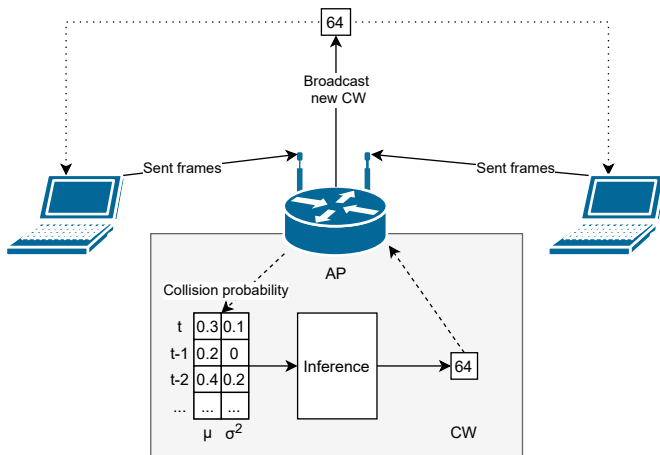 64
Broadcast
new CW
Sent frames
Sent frames
AP
Collision probability
t 0.3 0.1
t-1 0.2 0
t-2 0.4 0.2
... ... ...
μ σ²
Inference
64
CW